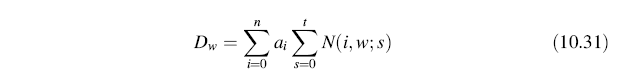 $D_w = \sum_{i=0}^{n} a_i \sum_{s=0}^{t} N(i, w; s)$ (10.31)